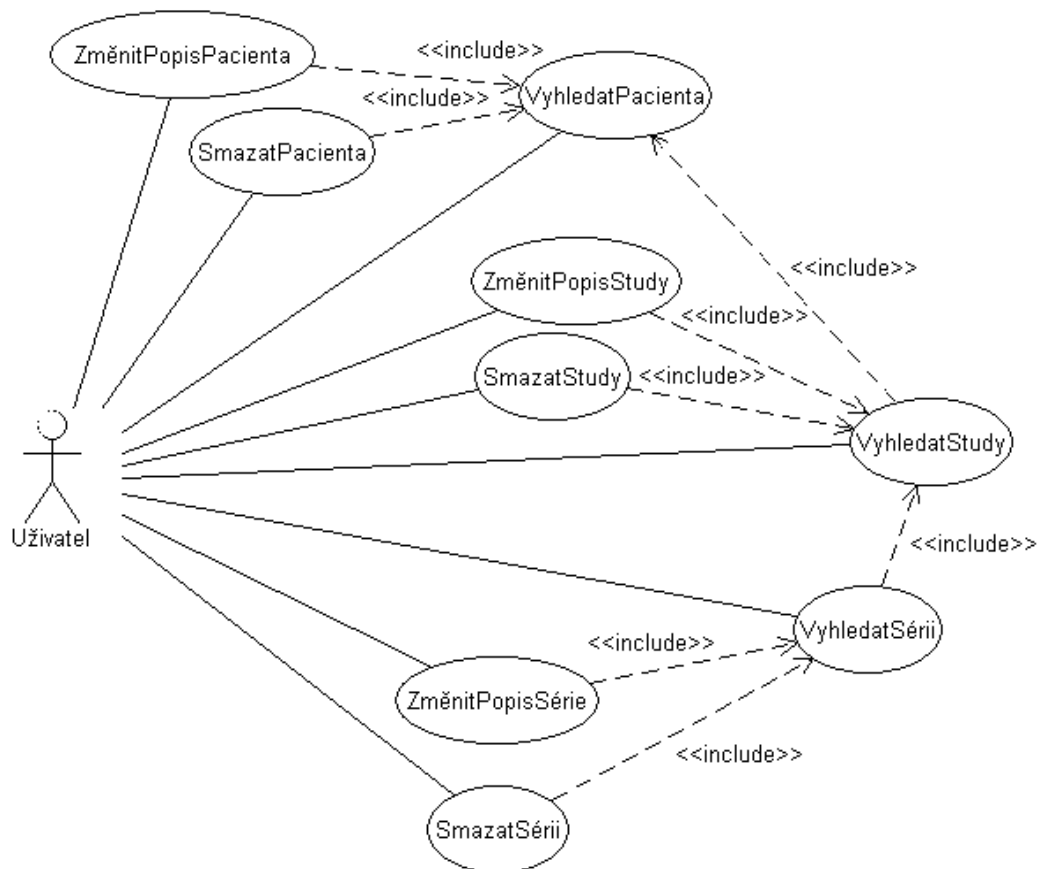 ZměnitPopisPacienta
<<include>>
VyhledatPacienta
<<include>>
SmazatPacienta
<<include>>
ZměnitPopisStudy
<<include>>
SmazatStudy
<<include>>
VyhledatStudy
Uživatel
<<include>>
VyhledatSérii
<<include>>
ZměnitPopisSérie
<<include>>
SmazatSérii